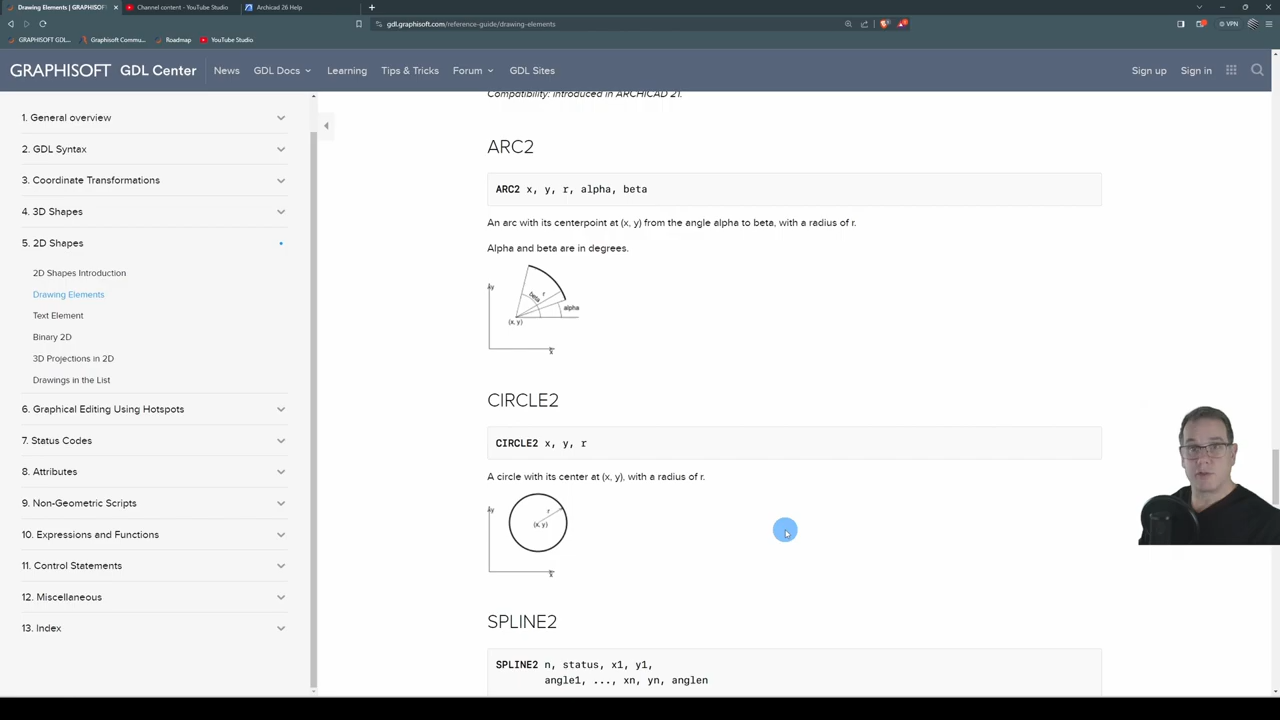 Drawing Elements | GRAPHISOFT
Channel content - YouTube Studio
Archicad 26 Help
gdl.graphisoft.com/reference-guide/drawing-elements
VPN
GRAPHISOFT GDL...
Graphisoft Commu...
Roadmap
YouTube Studio
GRAPHISOFT GDL Center
News
GDL Docs
Learning
Tips & Tricks
Forum
GDL Sites
Sign up
Sign in
1. General overview
2. GDL Syntax
3. Coordinate Transformations
4. 3D Shapes
5. 2D Shapes
2D Shapes Introduction
Drawing Elements
Text Element
Binary 2D
3D Projections in 2D
Drawings in the List
6. Graphical Editing Using Hotspots
7. Status Codes
8. Attributes
9. Non-Geometric Scripts
10. Expressions and Functions
11. Control Statements
12. Miscellaneous
13. Index
Compatibility: introduced in ARCHICAD 21.
ARC2
ARC2 x, y, r, alpha, beta
An arc with its centerpoint at (x, y) from the angle alpha to beta, with a radius of r.
Alpha and beta are in degrees.
y
r
beta
alpha
(x, y)
x
CIRCLE2
CIRCLE2 x, y, r
A circle with its center at (x, y), with a radius of r.
y
r
(x, y)
x
SPLINE2
SPLINE2 n, status, x1, y1,
angle1, ..., xn, yn, anglen